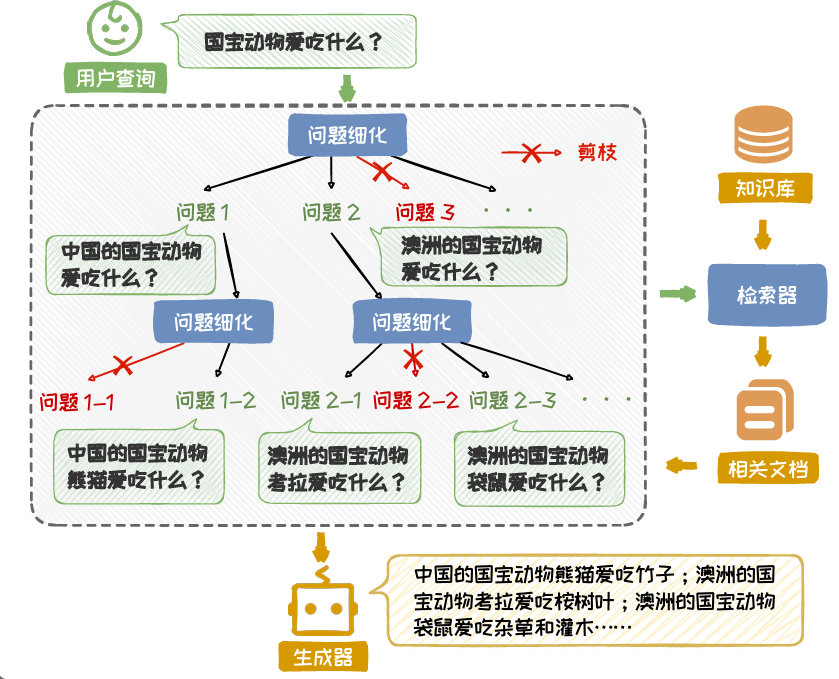 国宝动物爱吃什么？
用户查询
问题细化
剪枝
知识库
问题1
问题2
问题3
· · ·
中国的国宝动物
爱吃什么？
澳洲的国宝动物
爱吃什么？
检索器
问题细化
问题细化
问题1-1
问题1-2
问题2-1
问题2-2
问题2-3
· · ·
中国的国宝动物
熊猫爱吃什么？
澳洲的国宝动物
考拉爱吃什么？
澳洲的国宝动物
袋鼠爱吃什么？
相关文档
中国的国宝动物熊猫爱吃竹子；澳洲的国
宝动物考拉爱吃桉树叶；澳洲的国宝动物
袋鼠爱吃杂草和灌木……
生成器